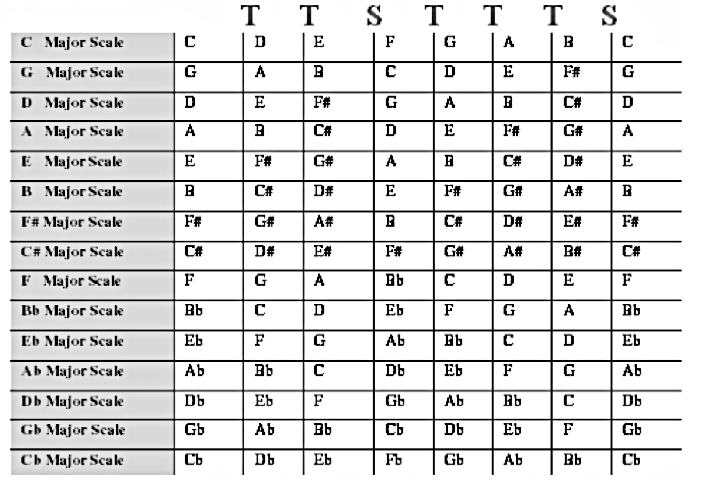 T T S T T T S
C Major Scale C D E F G A B C
G Major Scale G A B C D E F# G
D Major Scale D E F# G A B C# D
A Major Scale A B C# D E F# G# A
E Major Scale E F# G# A B C# D# E
B Major Scale B C# D# E F# G# A# B
F# Major Scale F# G# A# B C# D# E# F#
C# Major Scale C# D# E# F# G# A# B# C#
F Major Scale F G A Bb C D E F
Bb Major Scale Bb C D Eb F G A Bb
Eb Major Scale Eb F G Ab Bb C D Eb
Ab Major Scale Ab Bb C Db Eb F G Ab
Db Major Scale Db Eb F Gb Ab Bb C Db
Gb Major Scale Gb Ab Bb Cb Db Eb F Gb
Cb Major Scale Cb Db Eb Fb Gb Ab Bb Cb